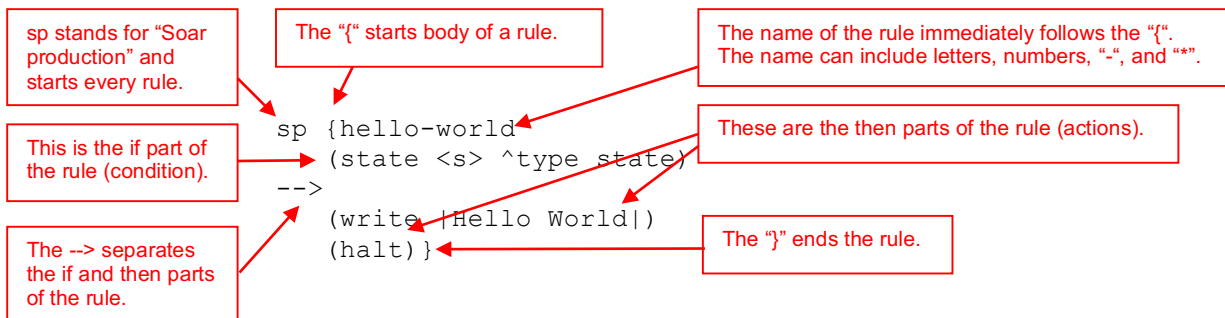 sp stands for “Soar
production” and
starts every rule.
The “{“ starts body of a rule.
The name of the rule immediately follows the “{“.
The name can include letters, numbers, “-“, and “*”.
sp {hello-world
(state <s> ^type state)
-->
(write |Hello World|)
(halt)}
This is the if part of
the rule (condition).
These are the then parts of the rule (actions).
The --> separates
the if and then parts
of the rule.
The “}” ends the rule.